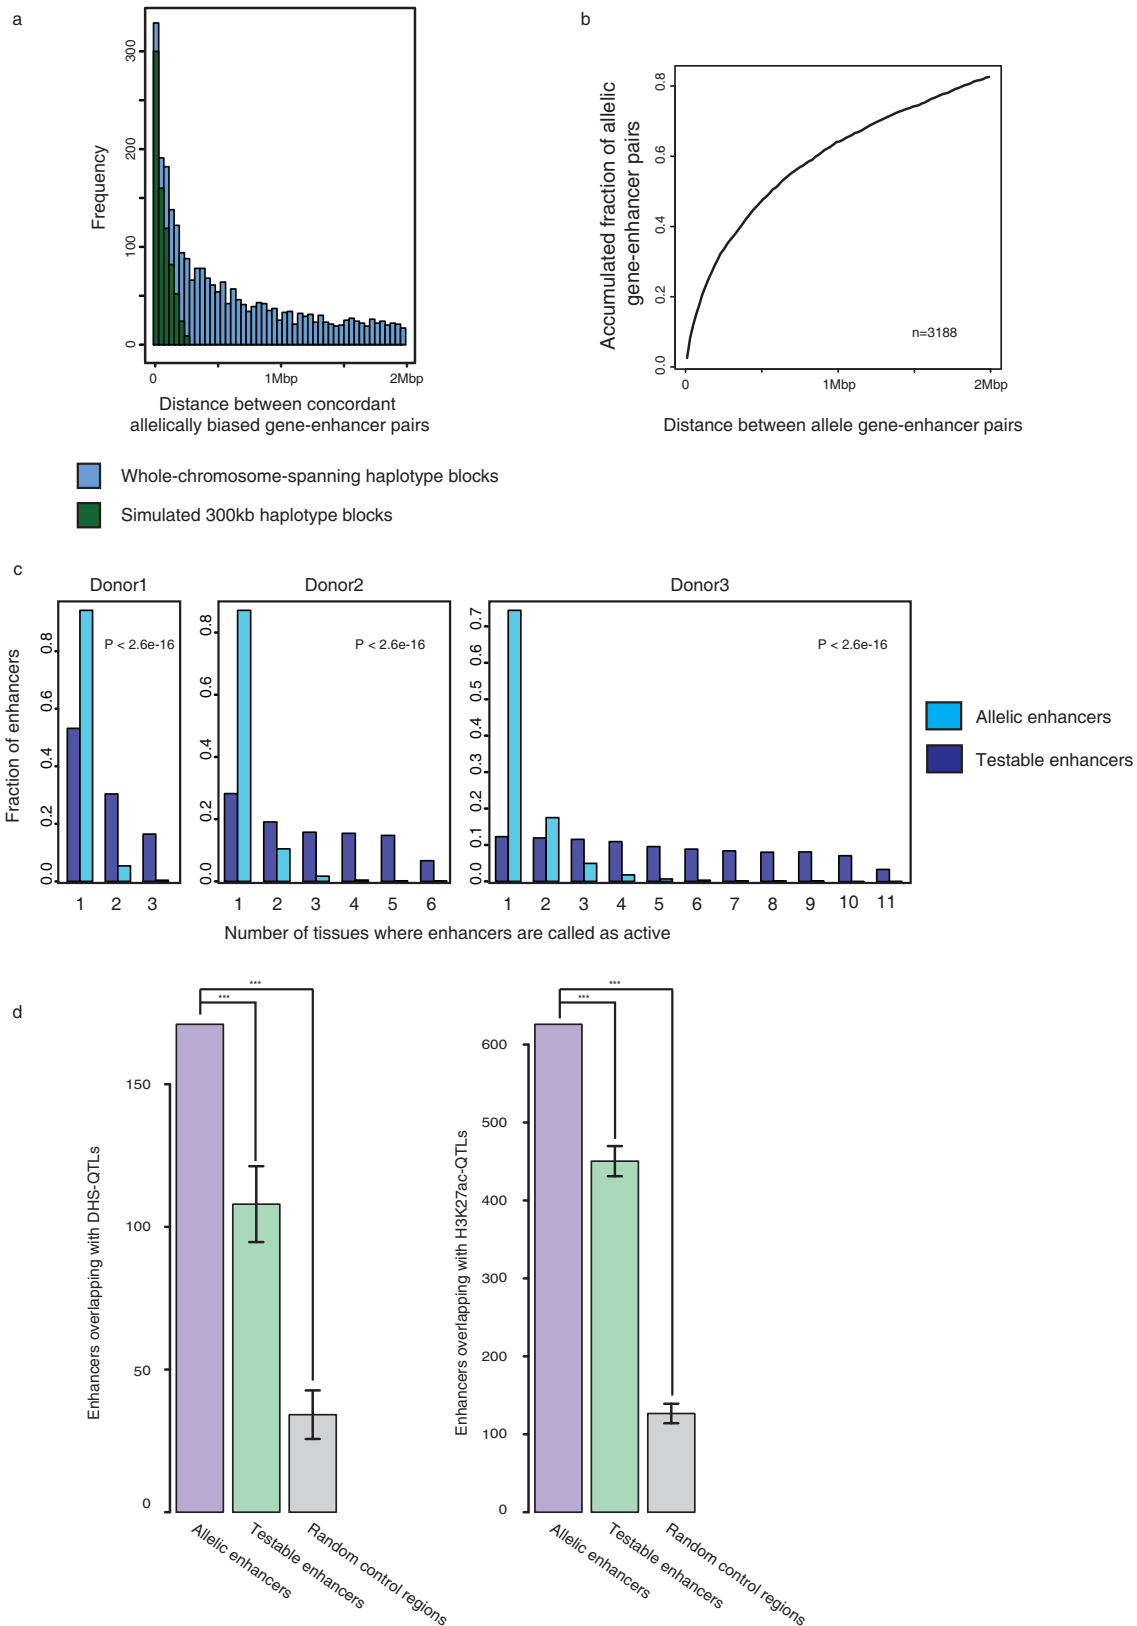 a
300
200
100
0
Frequency
0
1Mbp
2Mbp
Distance between concordant
allelically biased gene-enhancer pairs
Whole-chromosome-spanning haplotype blocks
Simulated 300kb haplotype blocks
b
0.8
0.6
0.4
0.2
0.0
Accumulated fraction of allelic
gene-enhancer pairs
n=3188
0
1Mbp
2Mbp
Distance between allele gene-enhancer pairs
c
Donor1
Donor2
Donor3
Fraction of enhancers
0.8
0.6
0.4
0.2
0.0
P < 2.6e-16
1 2 3
0.8
0.6
0.4
0.2
0.0
P < 2.6e-16
1 2 3 4 5 6
0.7
0.6
0.5
0.4
0.3
0.2
0.1
0.0
P < 2.6e-16
1 2 3 4 5 6 7 8 9 10 11
Number of tissues where enhancers are called as active
Allelic enhancers
Testable enhancers
d
***
***
150
100
50
0
Enhancers overlapping with DHS-QTLs
Allelic enhancers
Testable enhancers
Random control regions
***
***
600
500
400
300
200
100
0
Enhancers overlapping with H3K27ac-QTLs
Allelic enhancers
Testable enhancers
Random control regions